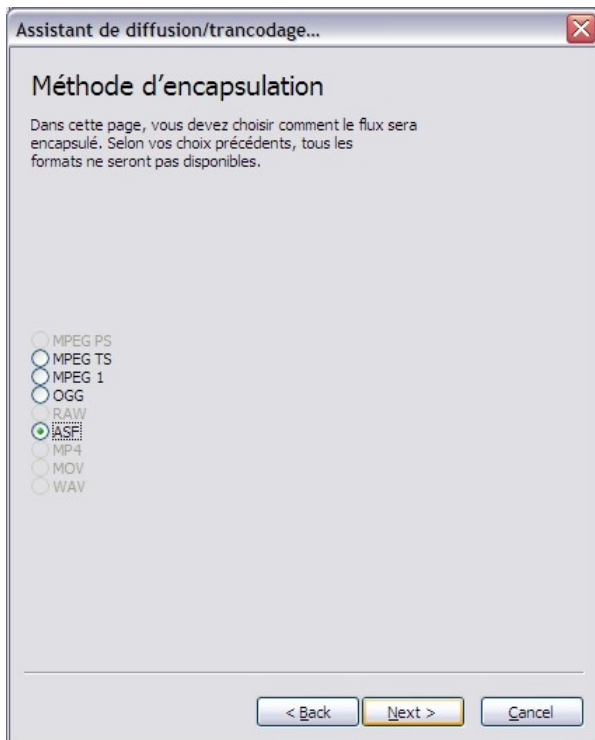 Assistant de diffusion/trancodage...
Méthode d'encapsulation
Dans cette page, vous devez choisir comment le flux sera
encapsulé. Selon vos choix précédents, tous les
formats ne seront pas disponibles.
MPEG PS
MPEG TS
MPEG 1
OGG
RAW
ASF
MP4
MOV
WAV
< Back Next > Cancel